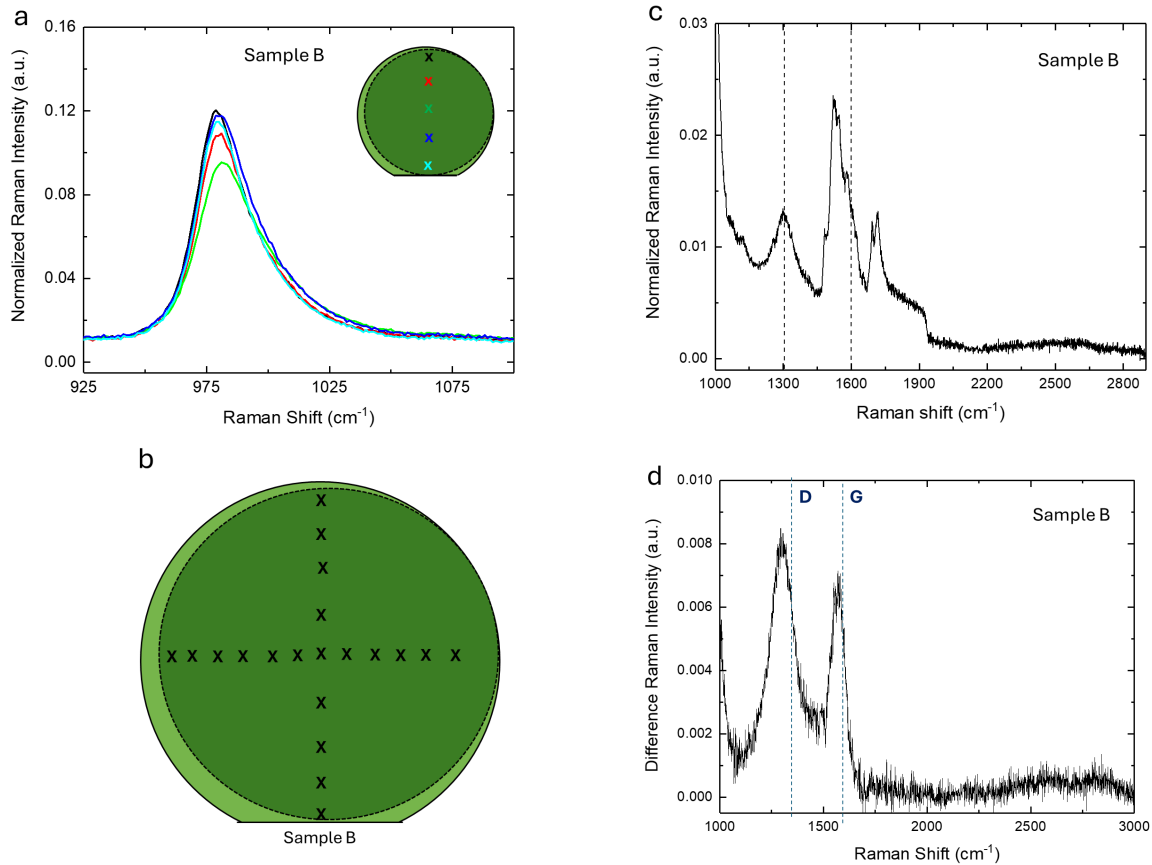 a
Normalized Raman Intensity (a.u.)
0.16
0.12
0.08
0.04
0.00
Sample B
X
X
X
X
X
925
975
1025
1075
Raman Shift (cm⁻¹)
b
X
X
X
X
X X X X X X X X X X X X
X
X
X
X
Sample B
c
Normalized Raman Intensity (a.u.)
0.03
0.02
0.01
0.00
Sample B
1000
1300
1600
1900
2200
2500
2800
Raman shift (cm⁻¹)
d
Difference Raman Intensity (a.u.)
0.010
0.008
0.006
0.004
0.002
0.000
D
G
Sample B
1000
1500
2000
2500
3000
Raman Shift (cm⁻¹)